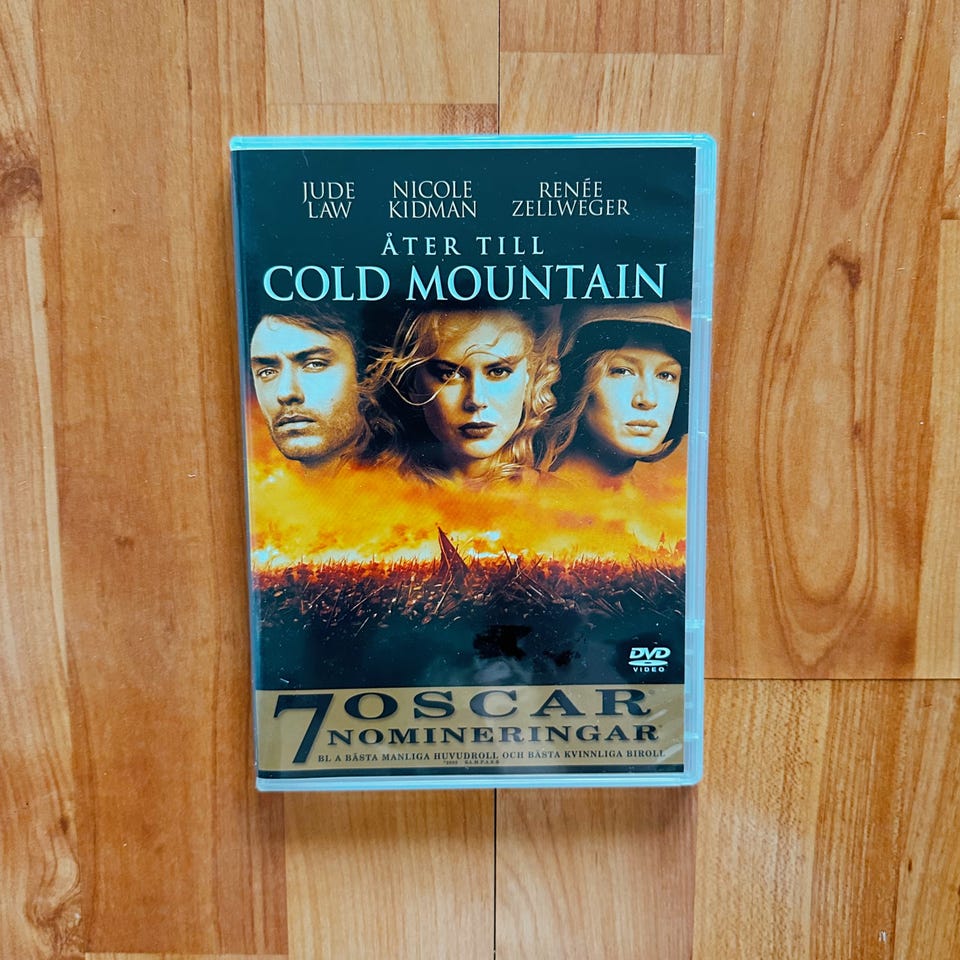 JUDE LAW
NICOLE KIDMAN
RENÉE ZELLWEGER
ÅTER TILL
COLD MOUNTAIN
DVD
VIDEO
7 OSCAR®
NOMINERINGAR
BL A BÄSTA MANLIGA HUVUDROLL OCH BÄSTA KVINNLIGA BIROLL